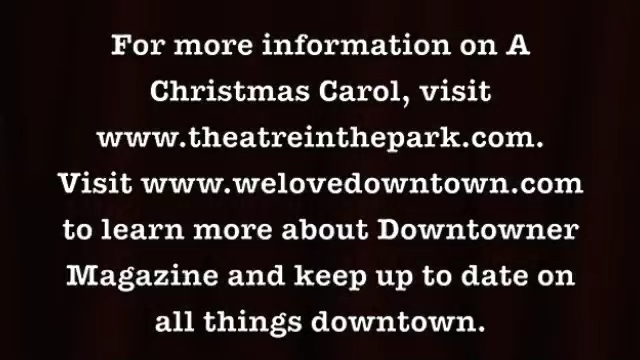 For more information on A
Christmas Carol, visit
www.theatreinthepark.com.
Visit www.welovedowntown.com
to learn more about Downtowner
Magazine and keep up to date on
all things downtown.